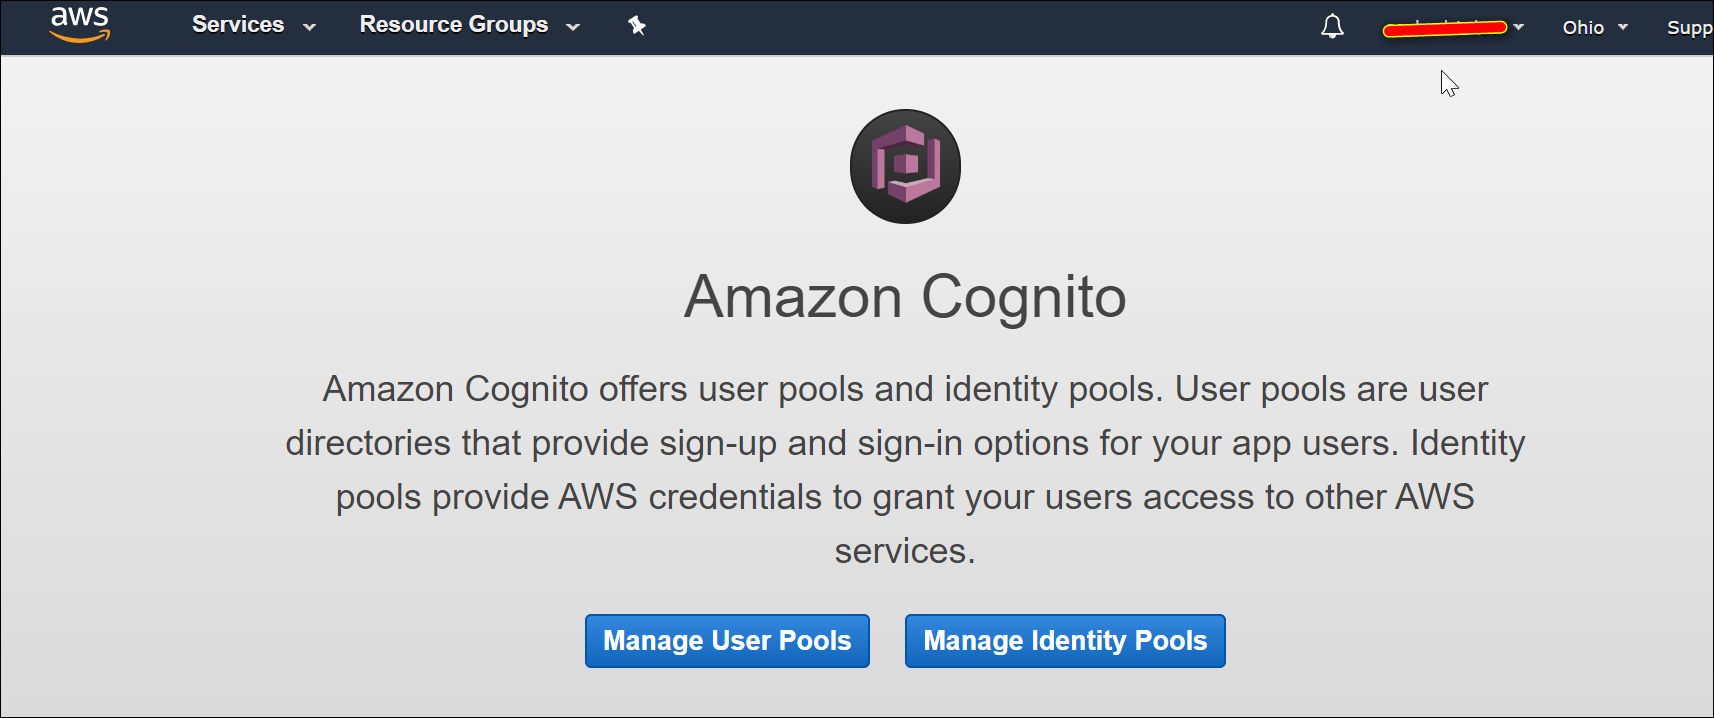 aws Services Resource Groups Ohio Supp
Amazon Cognito
Amazon Cognito offers user pools and identity pools. User pools are user
directories that provide sign-up and sign-in options for your app users. Identity
pools provide AWS credentials to grant your users access to other AWS
services.
Manage User Pools Manage Identity Pools